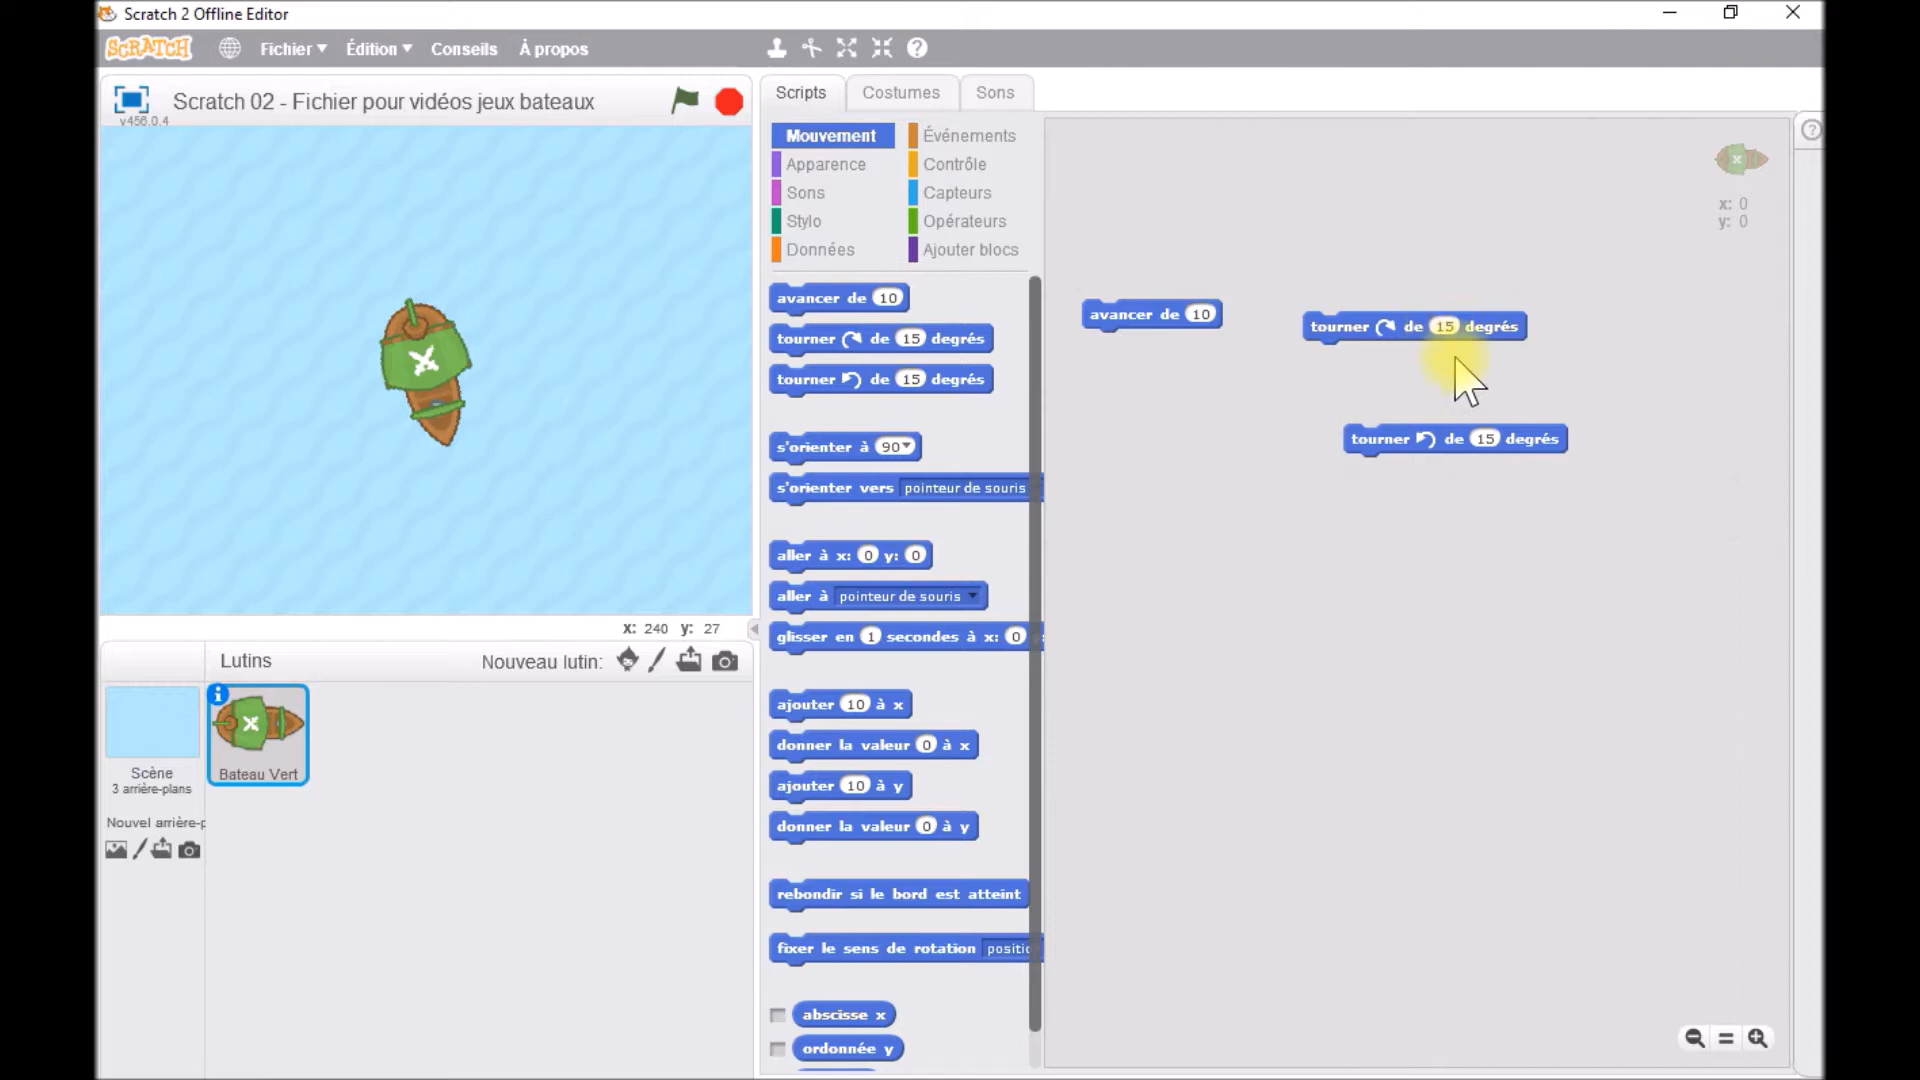 Scratch 2 Offline Editor
SCRATCH Fichier Édition Conseils À propos
Scratch 02 - Fichier pour vidéos jeux bateaux
v456.0.4
Scripts Costumes Sons
Mouvement Événements
Apparence Contrôle
Sons Capteurs
Stylo Opérateurs
Données Ajouter blocs
x: 0
y: 0
avancer de 10
tourner de 15 degrés
tourner de 15 degrés
s'orienter à 90
s'orienter vers pointeur de souris
aller à x: 0 y: 0
aller à pointeur de souris
glisser en 1 secondes à x: 0
ajouter 10 à x
donner la valeur 0 à x
ajouter 10 à y
donner la valeur 0 à y
rebondir si le bord est atteint
fixer le sens de rotation positio
abscisse x
ordonnée y
avancer de 10
tourner de 15 degrés
tourner de 15 degrés
x: 240 y: 27
Lutins Nouveau lutin:
Scène
3 arrière-plans
Nouvel arrière-p
Bateau Vert